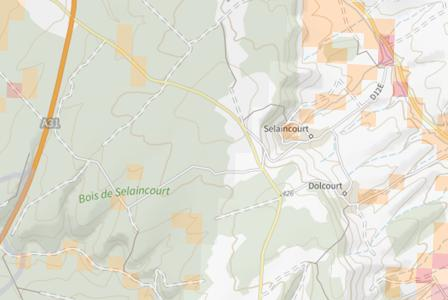 A31
D12E
Selaincourt
Dolcourt
Bois de Selaincourt
426